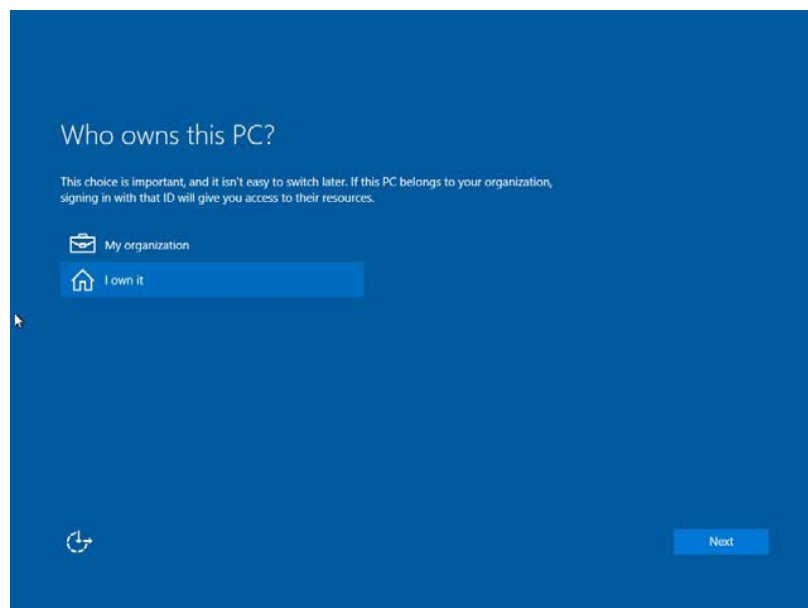 Who owns this PC?
This choice is important, and it isn't easy to switch later. If this PC belongs to your organization,
signing in with that ID will give you access to their resources.
My organization
I own it
Next